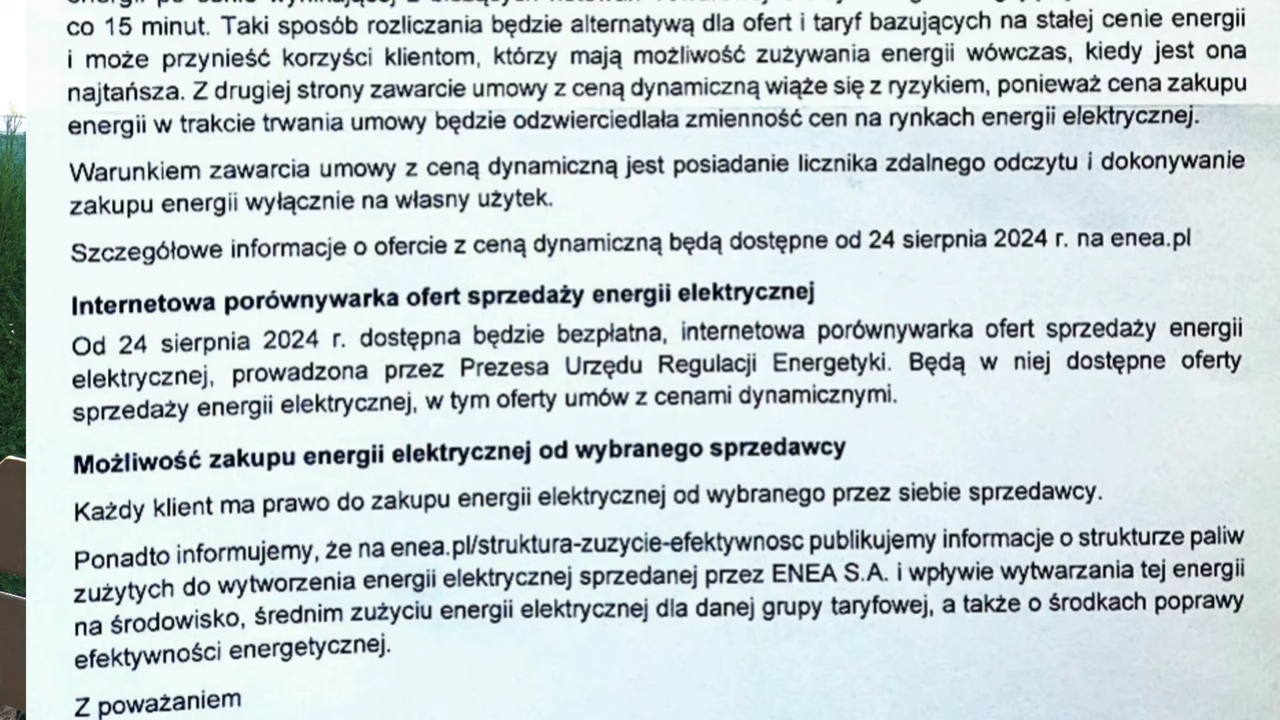 co 15 minut. Taki sposób rozliczania będzie alternatywą dla ofert i taryf bazujących na stałej cenie energii
i może przynieść korzyści klientom, którzy mają możliwość zużywania energii wówczas, kiedy jest ona
najtańsza. Z drugiej strony zawarcie umowy z ceną dynamiczną wiąże się z ryzykiem, ponieważ cena zakupu
energii w trakcie trwania umowy będzie odzwierciedlała zmienność cen na rynkach energii elektrycznej.
Warunkiem zawarcia umowy z ceną dynamiczną jest posiadanie licznika zdalnego odczytu i dokonywanie
zakupu energii wyłącznie na własny użytek.
Szczegółowe informacje o ofercie z ceną dynamiczną będą dostępne od 24 sierpnia 2024 r. na enea.pl
Internetowa porównywarka ofert sprzedaży energii elektrycznej
Od 24 sierpnia 2024 r. dostępna będzie bezpłatna, internetowa porównywarka ofert sprzedaży energii
elektrycznej, prowadzona przez Prezesa Urzędu Regulacji Energetyki. Będą w niej dostępne oferty
sprzedaży energii elektrycznej, w tym oferty umów z cenami dynamicznymi.
Możliwość zakupu energii elektrycznej od wybranego sprzedawcy
Każdy klient ma prawo do zakupu energii elektrycznej od wybranego przez siebie sprzedawcy.
Ponadto informujemy, że na enea.pl/struktura-zuzycie-efektywnosc publikujemy informacje o strukturze paliw
zużytych do wytworzenia energii elektrycznej sprzedanej przez ENEA S.A. i wpływie wytwarzania tej energii
na środowisko, średnim zużyciu energii elektrycznej dla danej grupy taryfowej, a także o środkach poprawy
efektywności energetycznej.
Z poważaniem